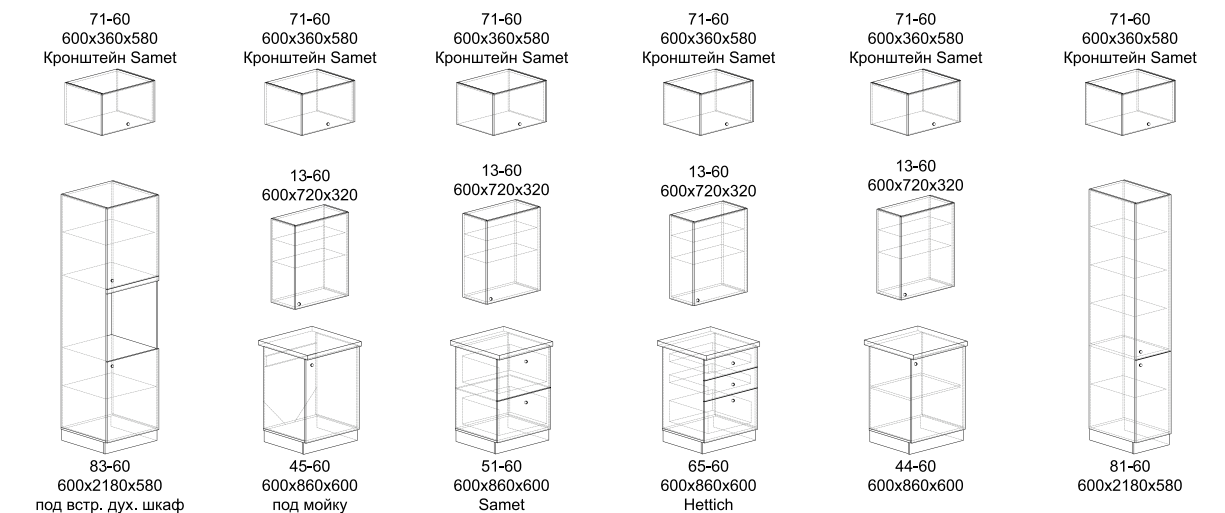 71-60
600x360x580
Кронштейн Samet
71-60
600x360x580
Кронштейн Samet
71-60
600x360x580
Кронштейн Samet
71-60
600x360x580
Кронштейн Samet
71-60
600x360x580
Кронштейн Samet
71-60
600x360x580
Кронштейн Samet
13-60
600x720x320
13-60
600x720x320
13-60
600x720x320
13-60
600x720x320
83-60
600x2180x580
под встр. дух. шкаф
45-60
600x860x600
под мойку
51-60
600x860x600
Samet
65-60
600x860x600
Hettich
44-60
600x860x600
81-60
600x2180x580